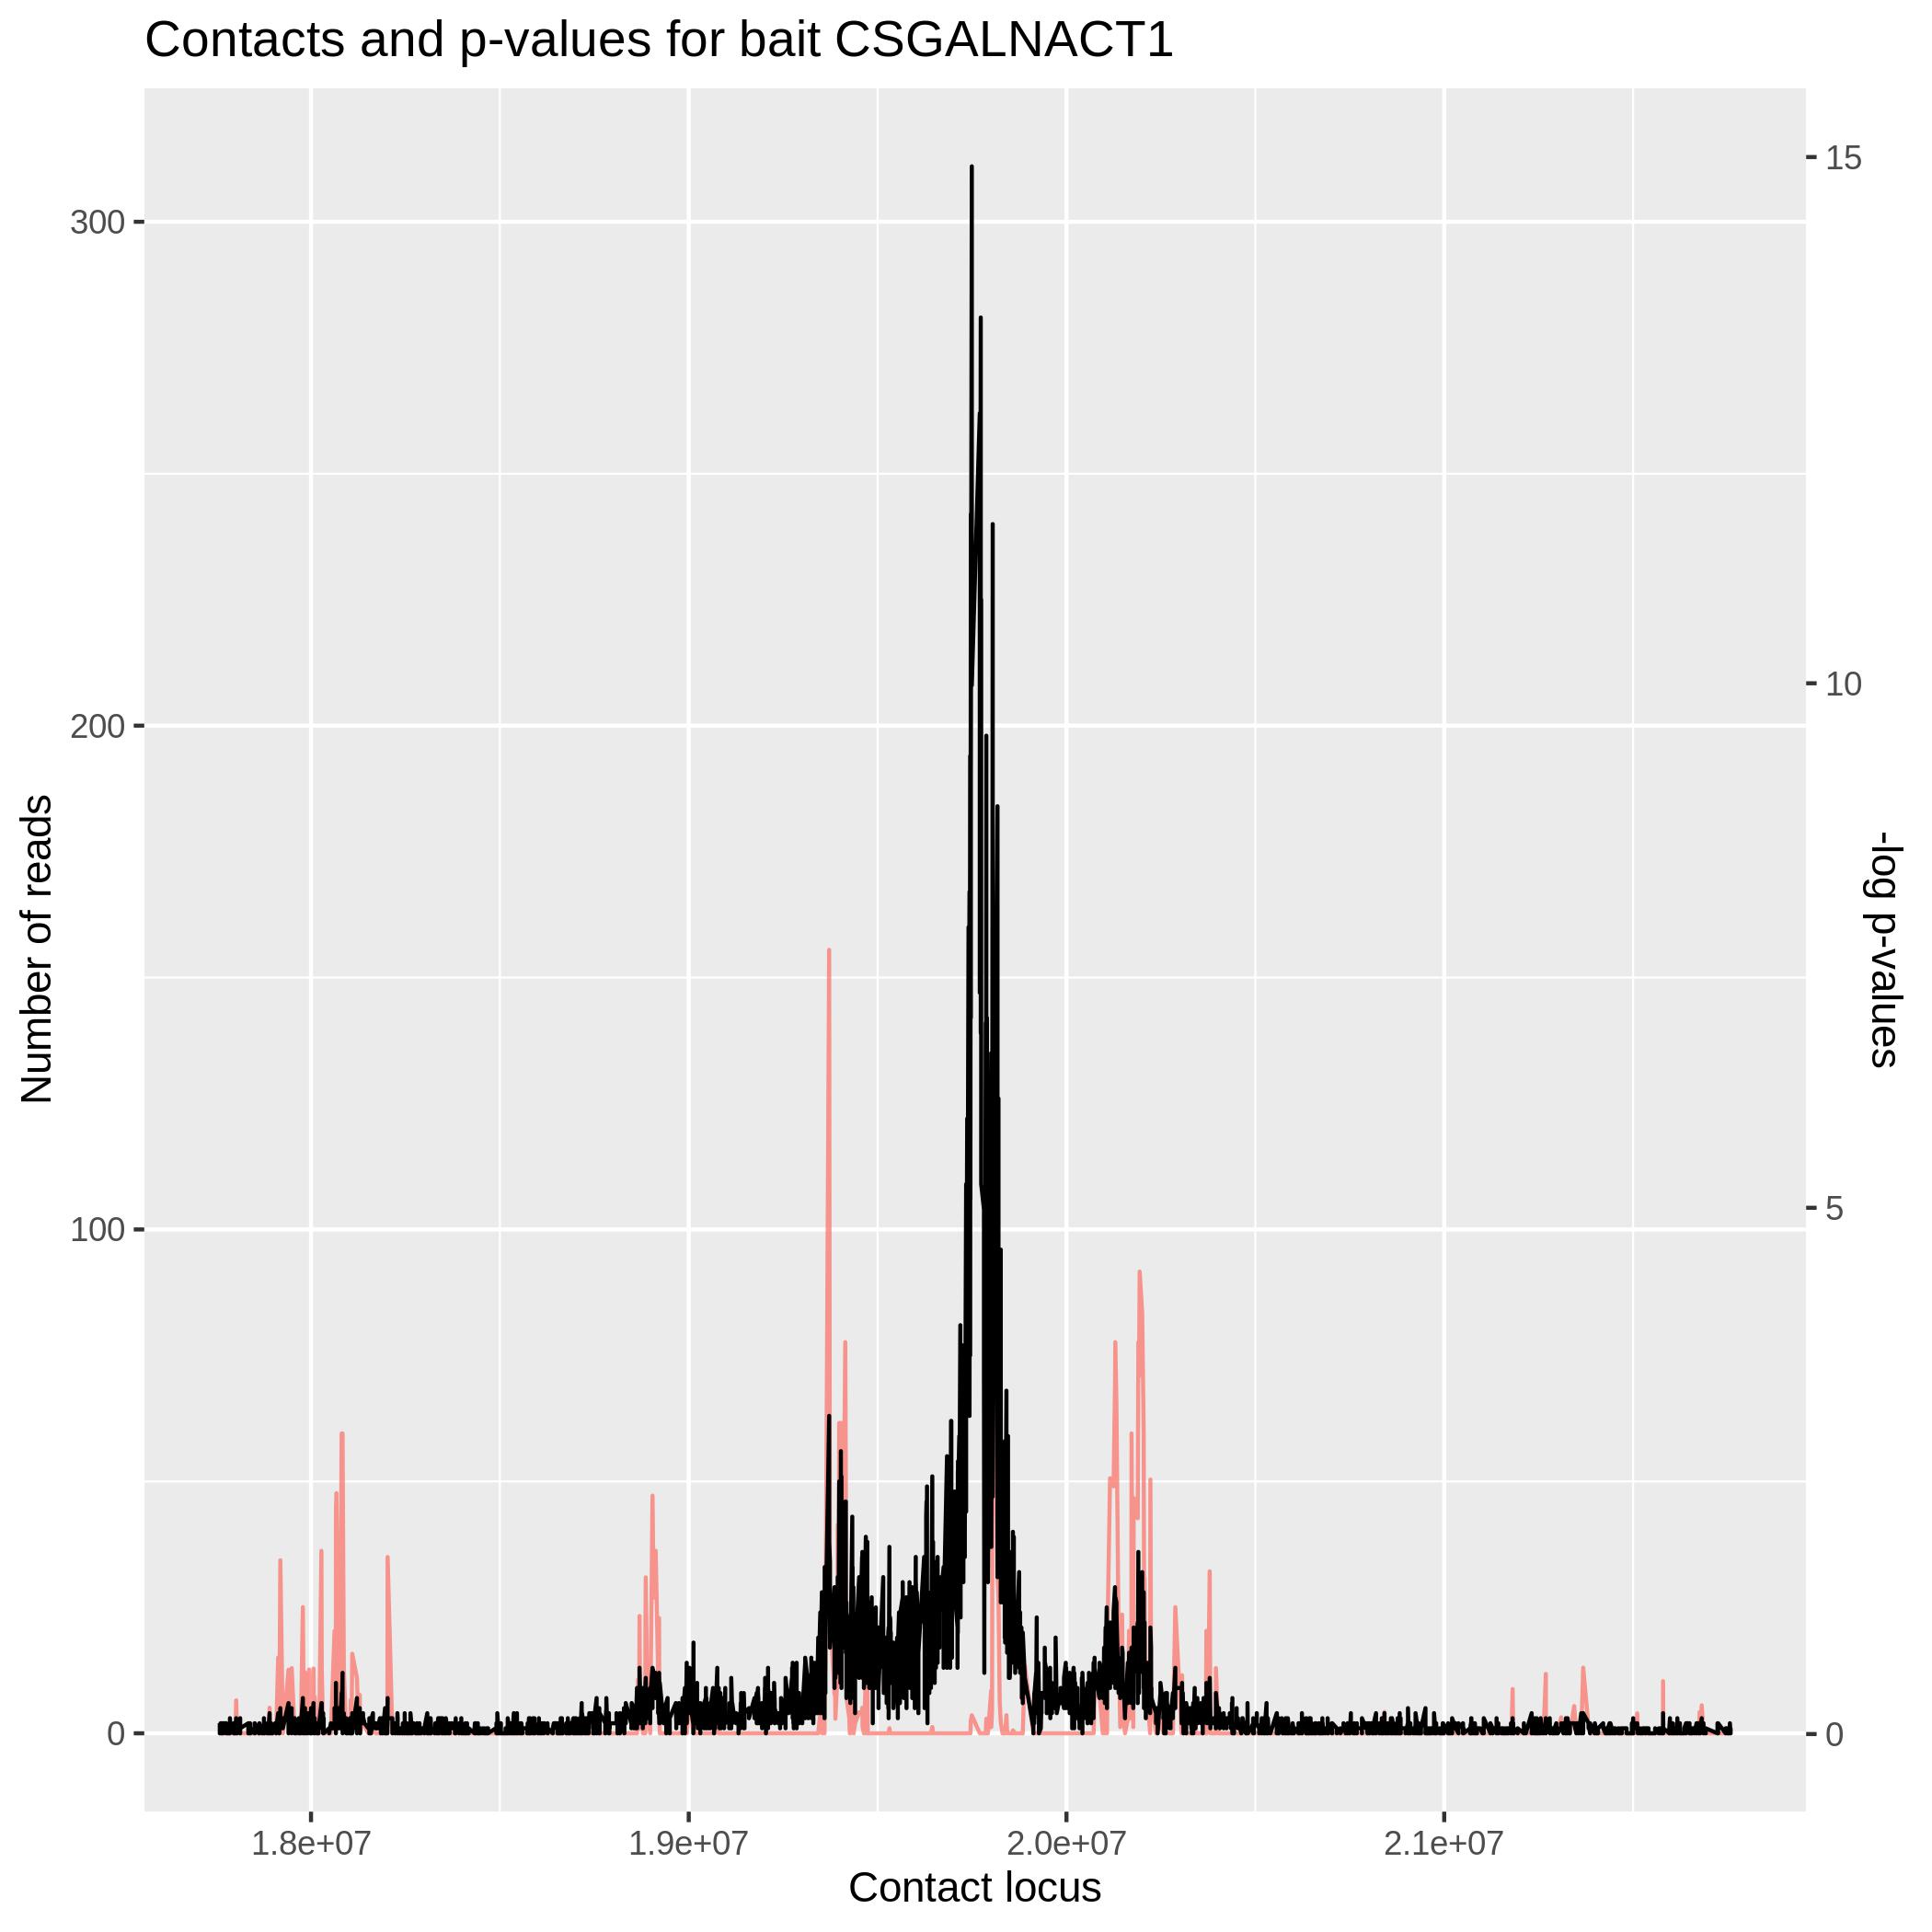 Contacts and p-values for bait CSGALNACT1
300
200
100
0
15
10
5
0
Number of reads
-log p-values
1.8e+07
1.9e+07
2.0e+07
2.1e+07
Contact locus